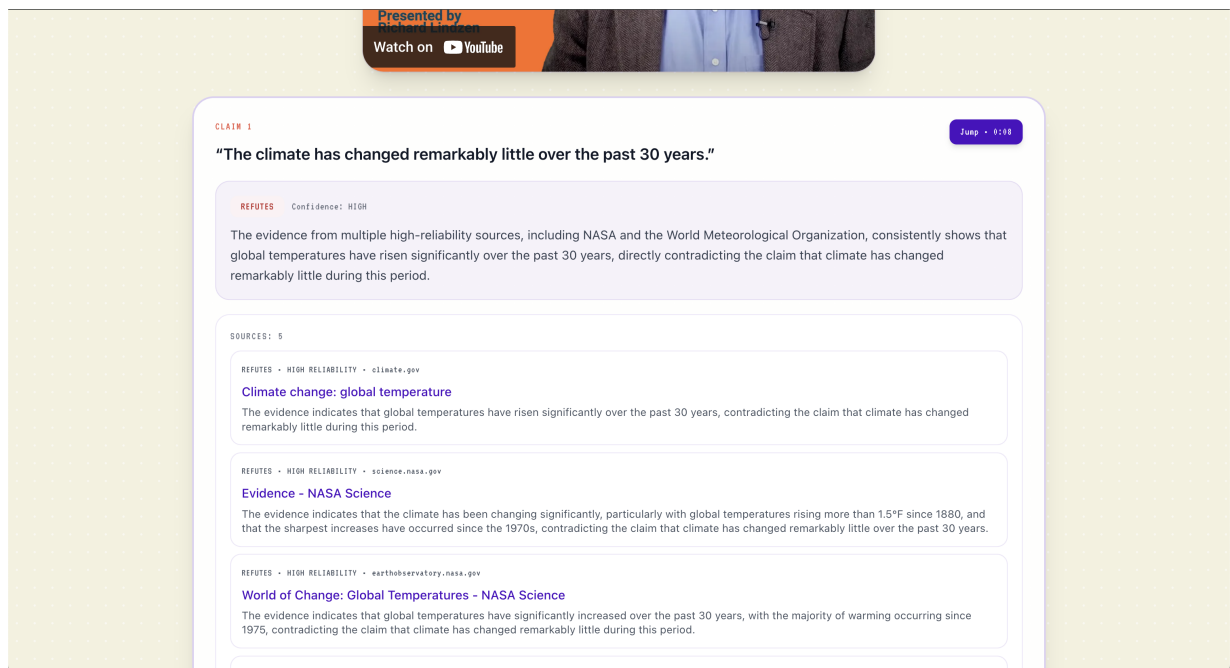 Presented by
Richard Lindzen
Watch on YouTube
CLAIM 1
Jump • 0:08
“The climate has changed remarkably little over the past 30 years.”
REFUTES Confidence: HIGH
The evidence from multiple high-reliability sources, including NASA and the World Meteorological Organization, consistently shows that
global temperatures have risen significantly over the past 30 years, directly contradicting the claim that climate has changed
remarkably little during this period.
SOURCES: 5
REFUTES • HIGH RELIABILITY • climate.gov
Climate change: global temperature
The evidence indicates that global temperatures have risen significantly over the past 30 years, contradicting the claim that climate has changed
remarkably little during this period.
REFUTES • HIGH RELIABILITY • science.nasa.gov
Evidence - NASA Science
The evidence indicates that the climate has been changing significantly, particularly with global temperatures rising more than 1.5°F since 1880, and
that the sharpest increases have occurred since the 1970s, contradicting the claim that climate has changed remarkably little over the past 30 years.
REFUTES • HIGH RELIABILITY • earthobservatory.nasa.gov
World of Change: Global Temperatures - NASA Science
The evidence indicates that global temperatures have significantly increased over the past 30 years, with the majority of warming occurring since
1975, contradicting the claim that climate has changed remarkably little during this period.